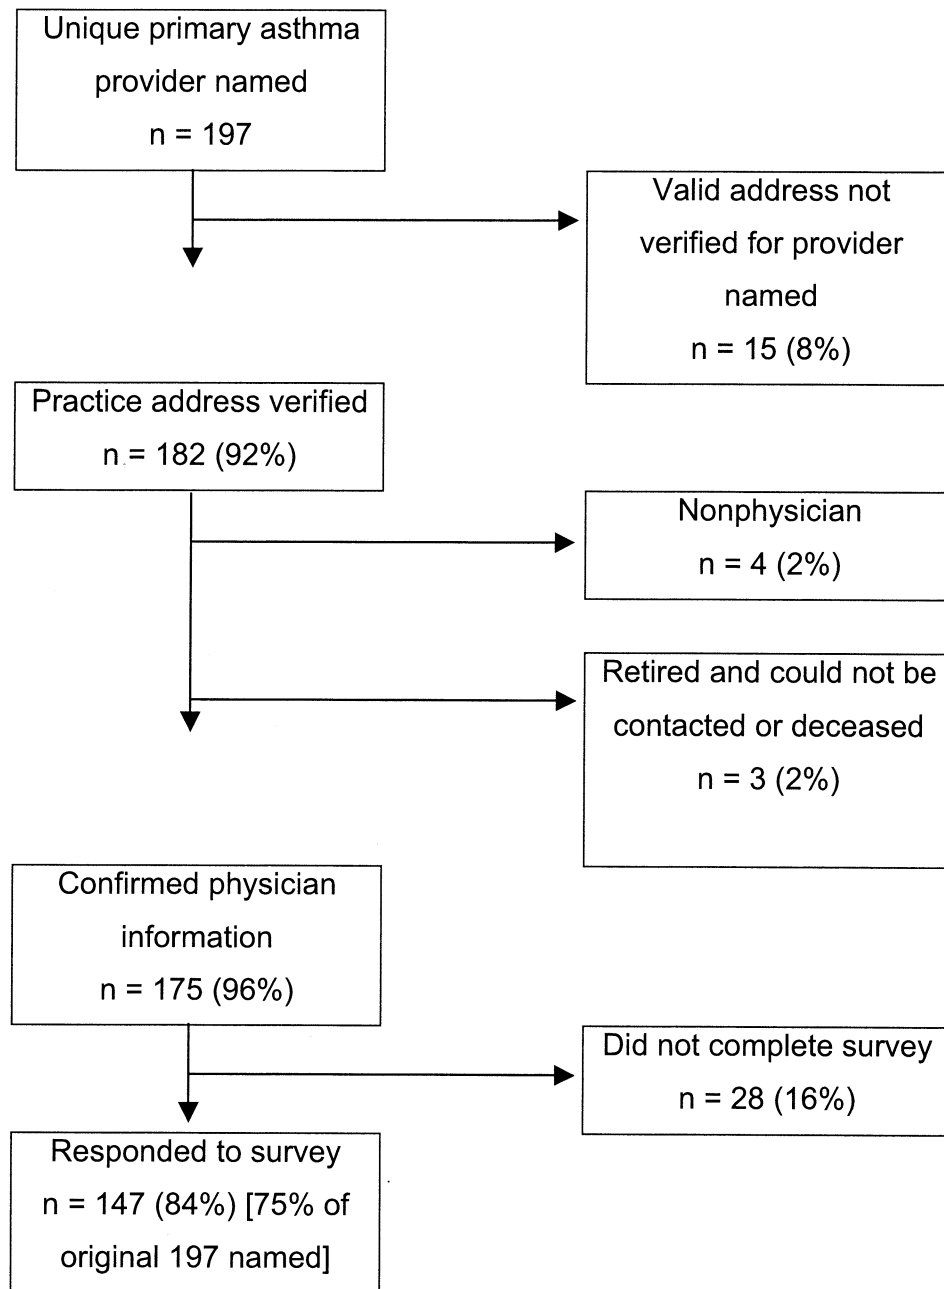 Unique primary asthma
provider named
n = 197
Valid address not
verified for provider
named
n = 15 (8%)
Practice address verified
n = 182 (92%)
Nonphysician
n = 4 (2%)
Retired and could not be
contacted or deceased
n = 3 (2%)
Confirmed physician
information
n = 175 (96%)
Did not complete survey
n = 28 (16%)
Responded to survey
n = 147 (84%) [75% of
original 197 named]